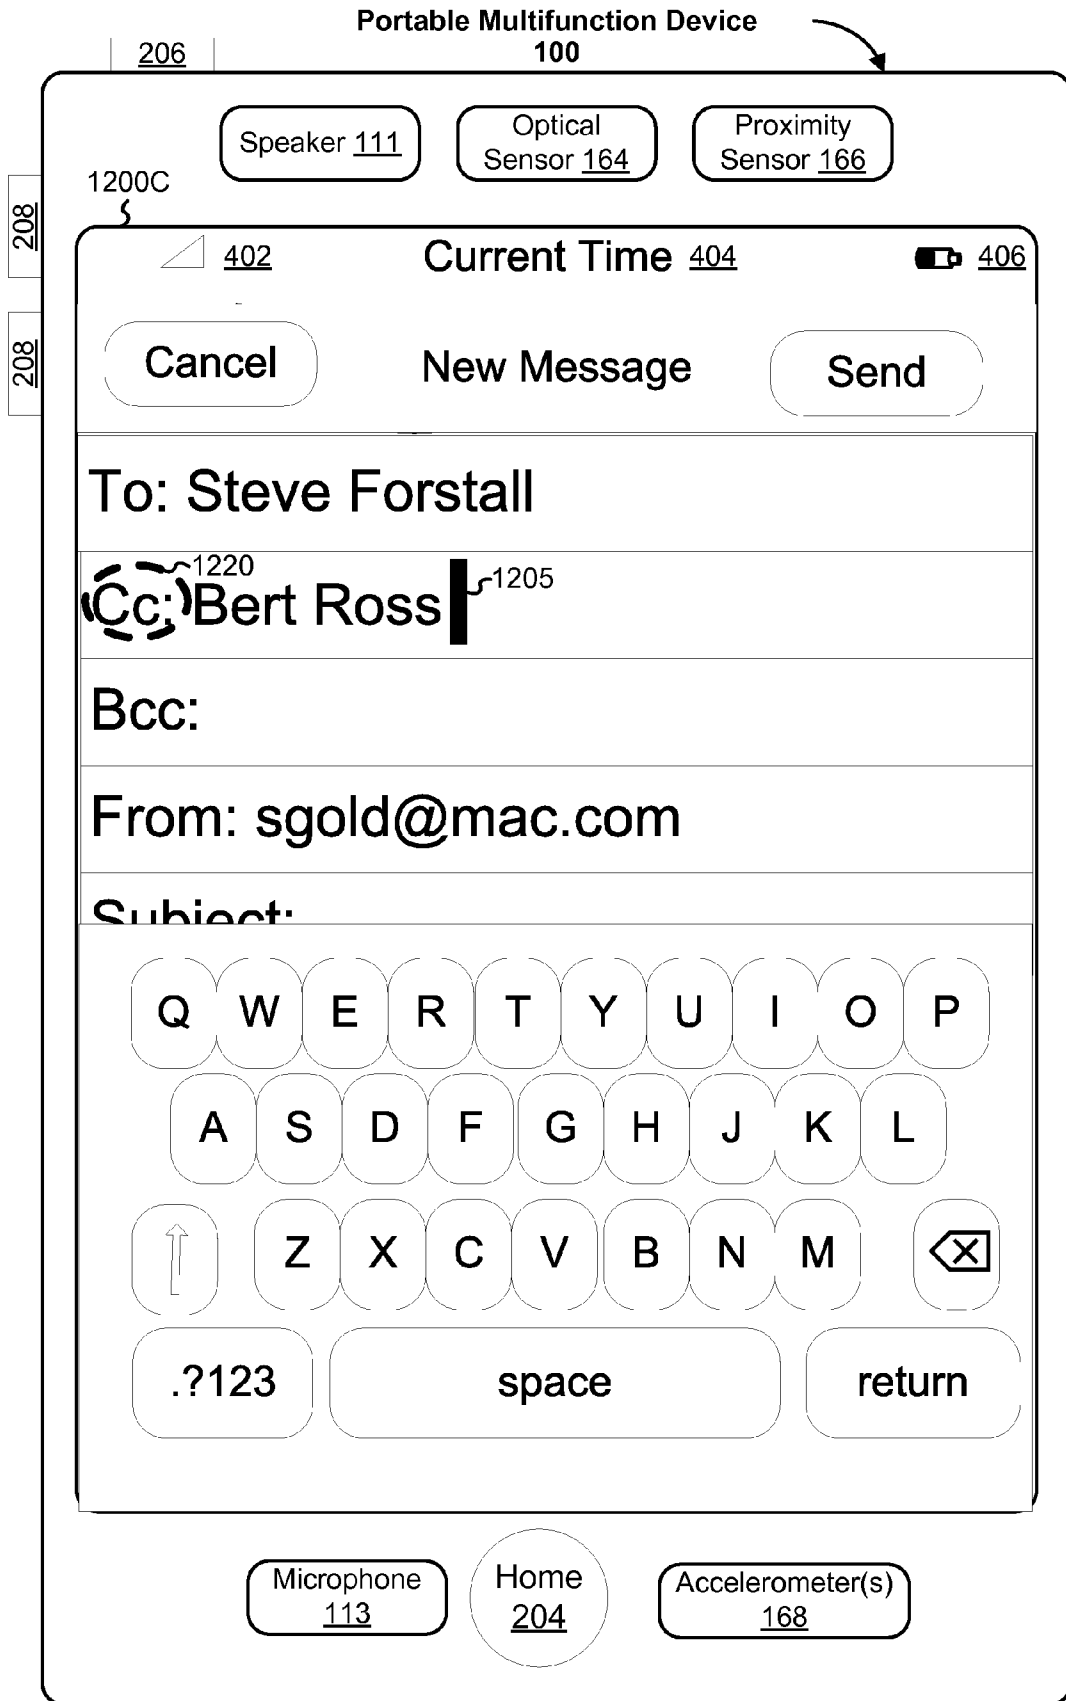 Portable Multifunction Device
100
206
Speaker 111
Optical
Sensor 164
Proximity
Sensor 166
1200C
208
402
Current Time 404
406
208
Cancel
New Message
Send
To: Steve Forstall
1220
Cc: Bert Ross
1205
Bcc:
From: sgold@mac.com
Subject:
Q W E R T Y U I O P
A S D F G H J K L
Z X C V B N M
.?123
space
return
Microphone
113
Home
204
Accelerometer(s)
168